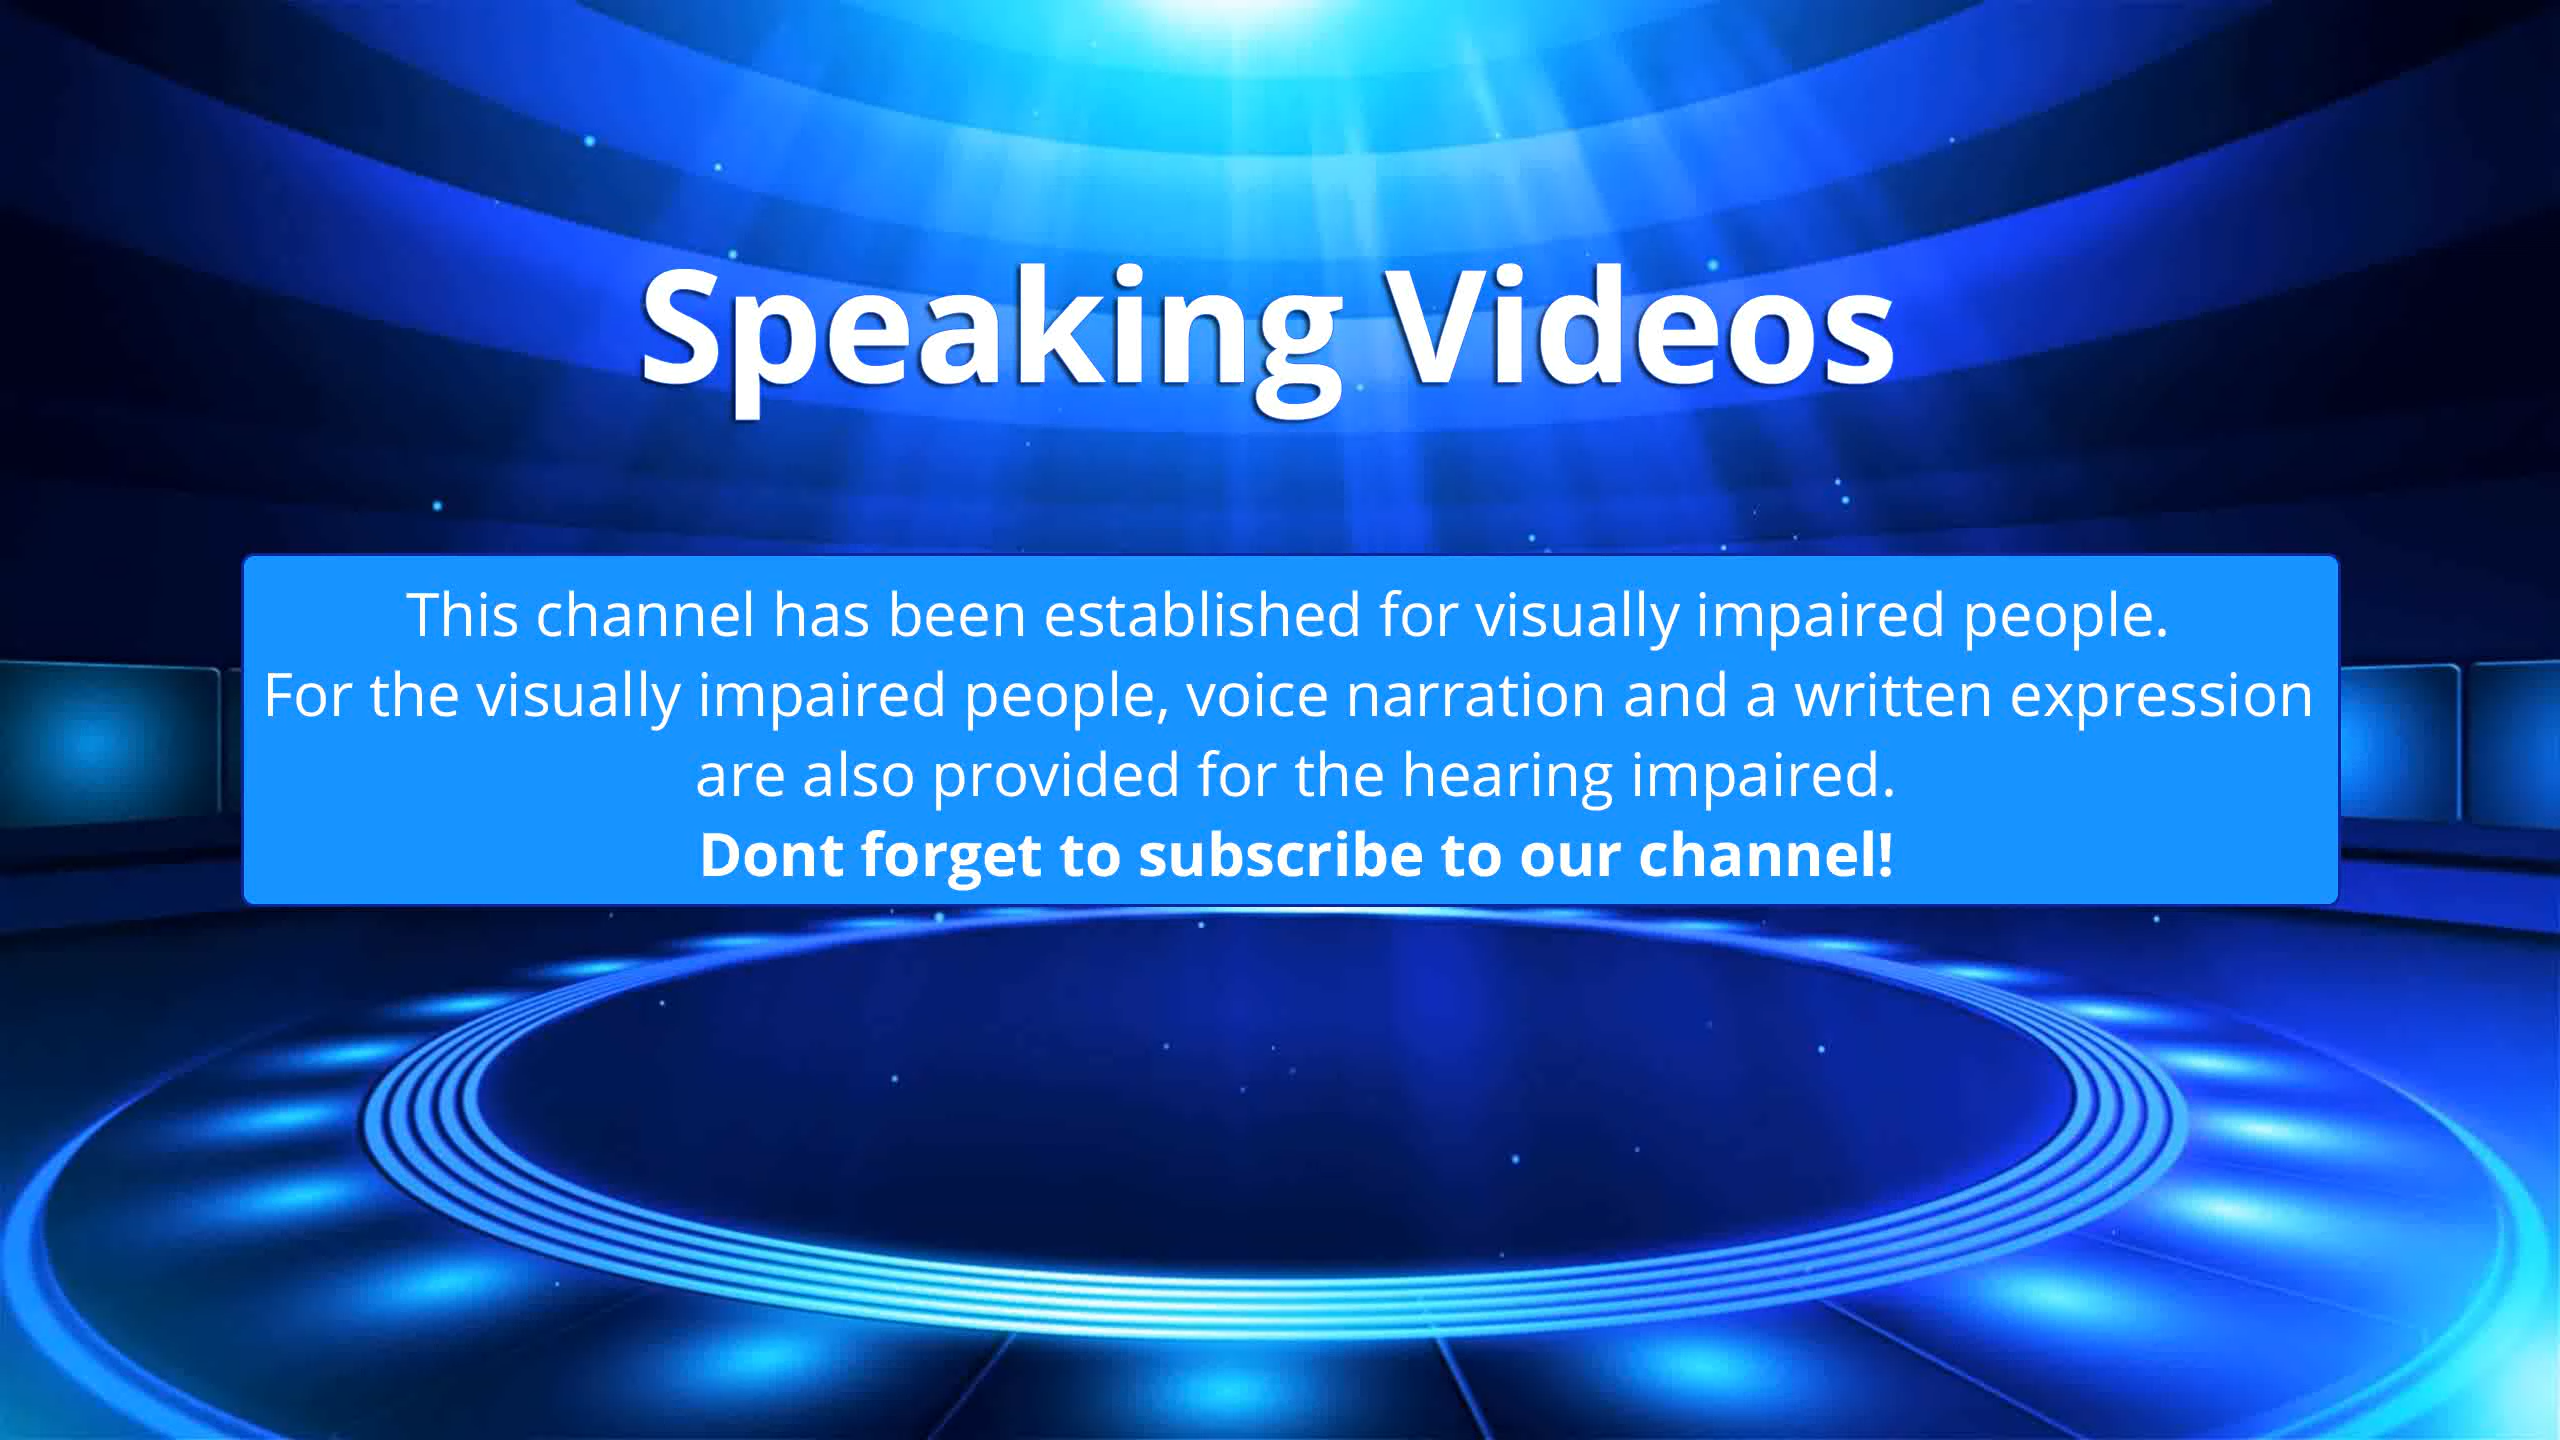 Speaking Videos
This channel has been established for visually impaired people.
For the visually impaired people, voice narration and a written expression
are also provided for the hearing impaired.
Dont forget to subscribe to our channel!